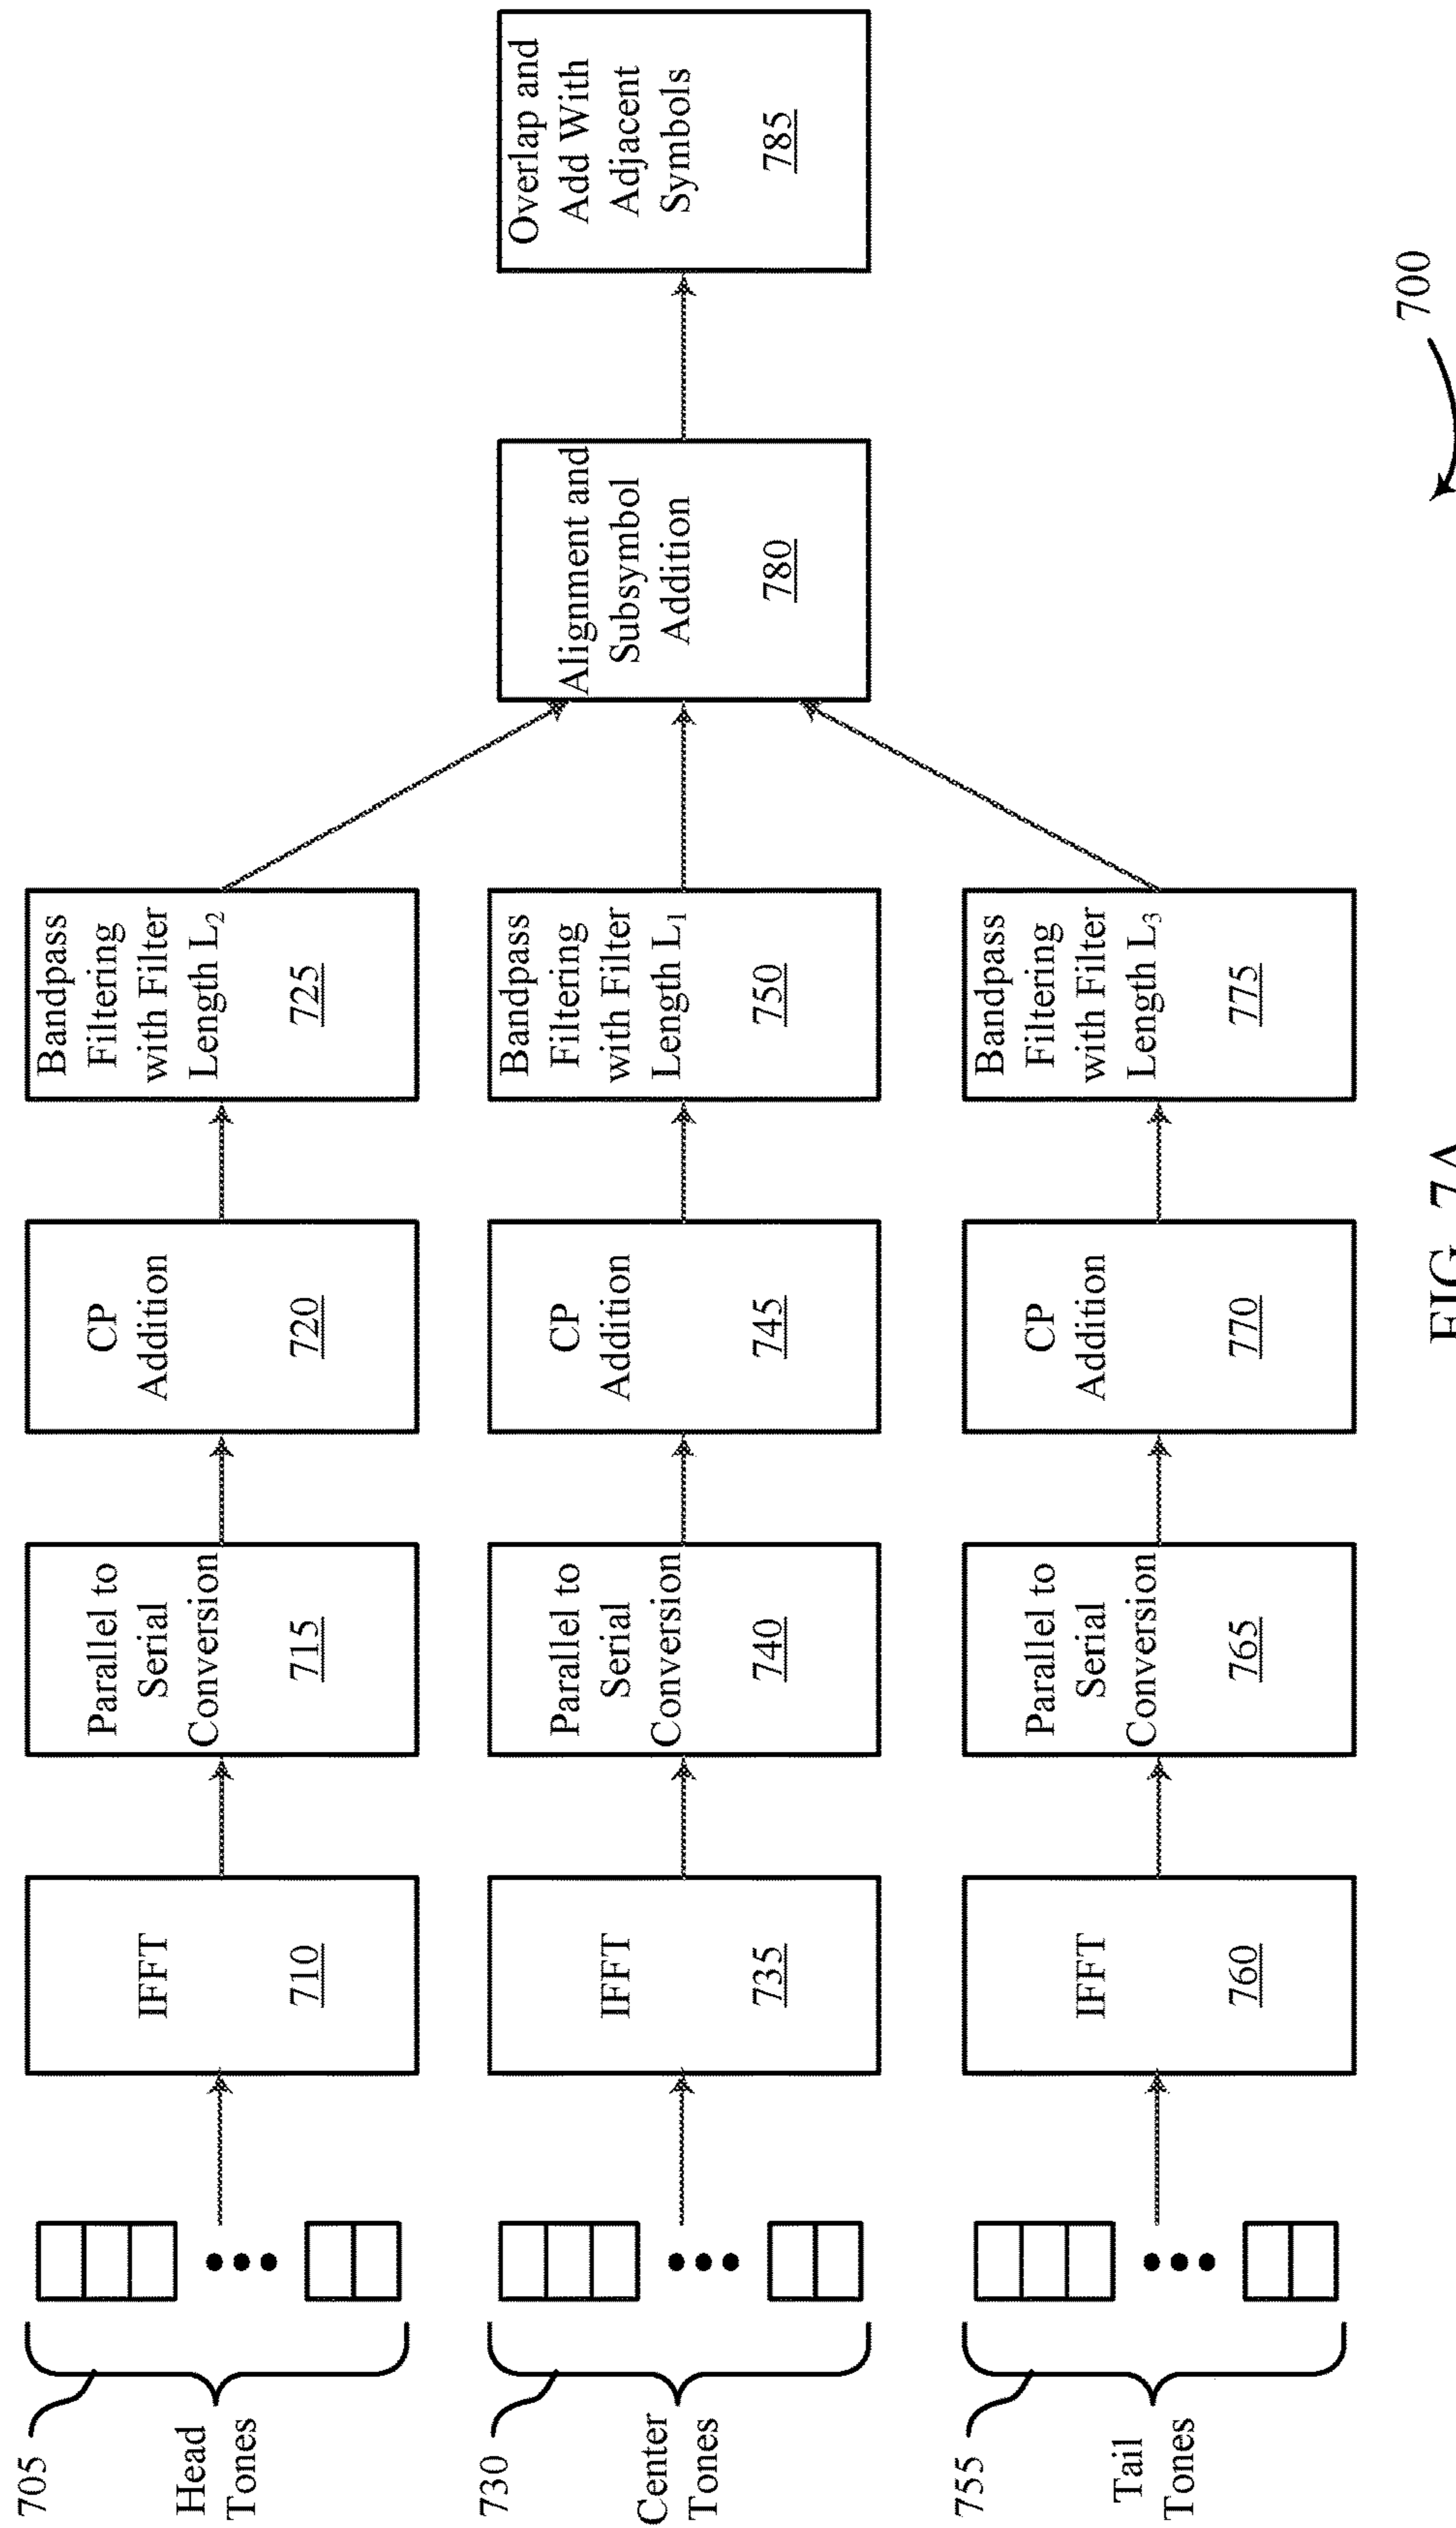 705
Head
Tones
IFFT
710
Parallel to
Serial
Conversion
715
CP
Addition
720
Bandpass
Filtering
with Filter
Length L₂
725
730
Center
Tones
IFFT
735
Parallel to
Serial
Conversion
740
CP
Addition
745
Bandpass
Filtering
with Filter
Length L₁
750
755
Tail
Tones
IFFT
760
Parallel to
Serial
Conversion
765
CP
Addition
770
Bandpass
Filtering
with Filter
Length L₃
775
Alignment and
Subsymbol
Addition
780
Overlap and
Add With
Adjacent
Symbols
785
700
FIG. 7A